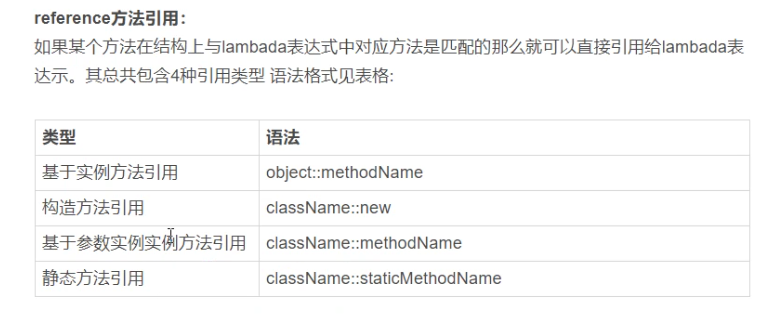 reference方法引用：
如果某个方法在结构上与lambada表达式中对应方法是匹配的那么就可以直接引用给lambada表
达示。其总共包含4种引用类型 语法格式见表格:
类型 语法
基于实例方法引用 object::methodName
构造方法引用 className::new
基于参数实例实例方法引用 className::methodName
静态方法引用 className::staticMethodName